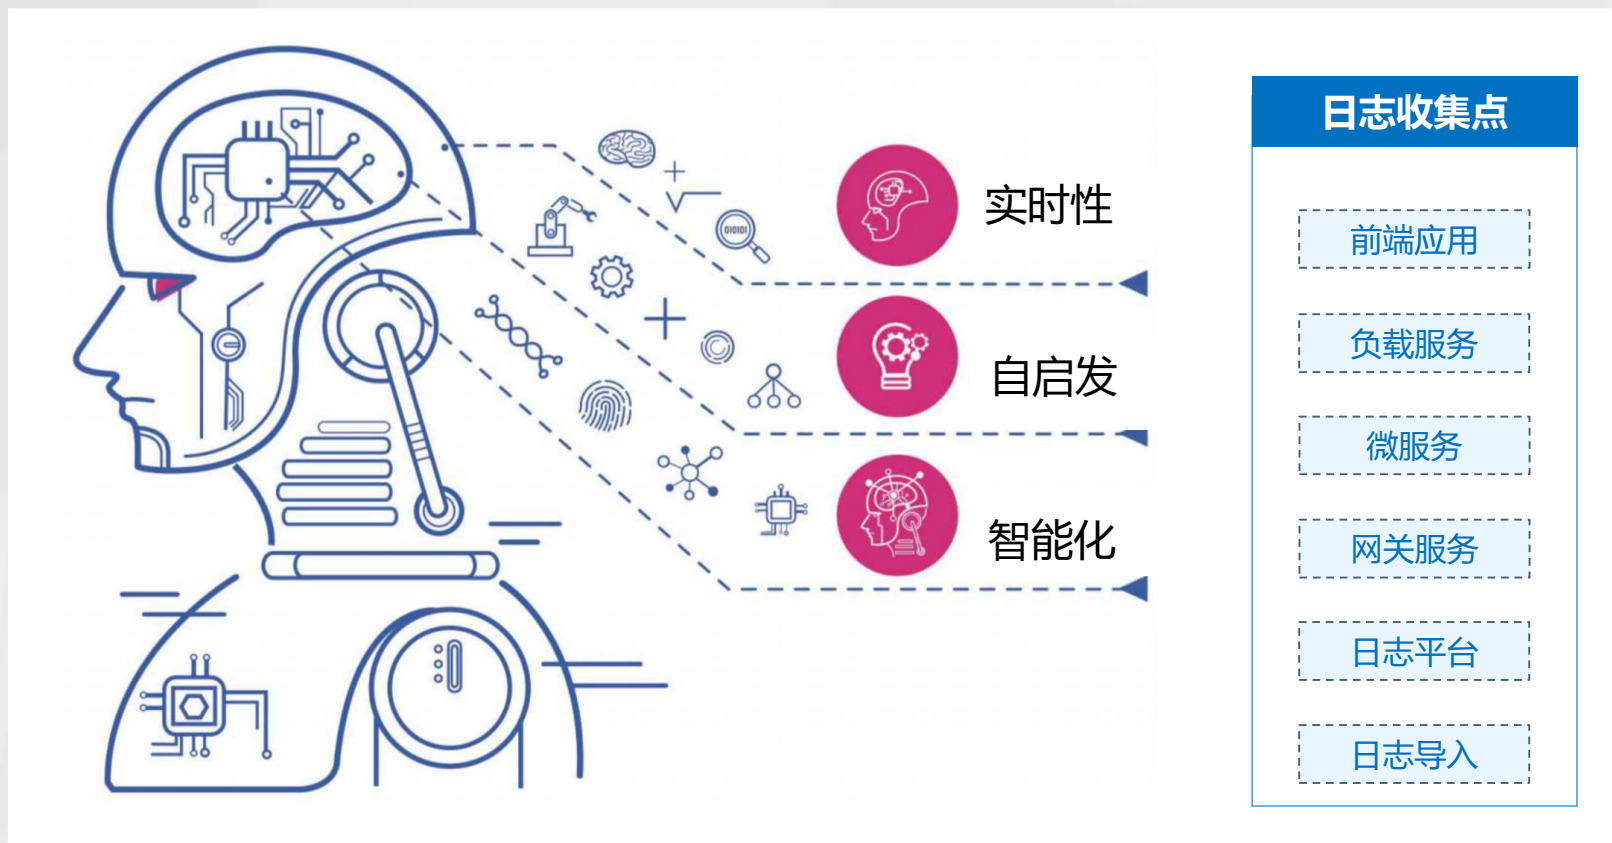 010101
实时性
自启发
智能化
日志收集点
前端应用
负载服务
微服务
网关服务
日志平台
日志导入